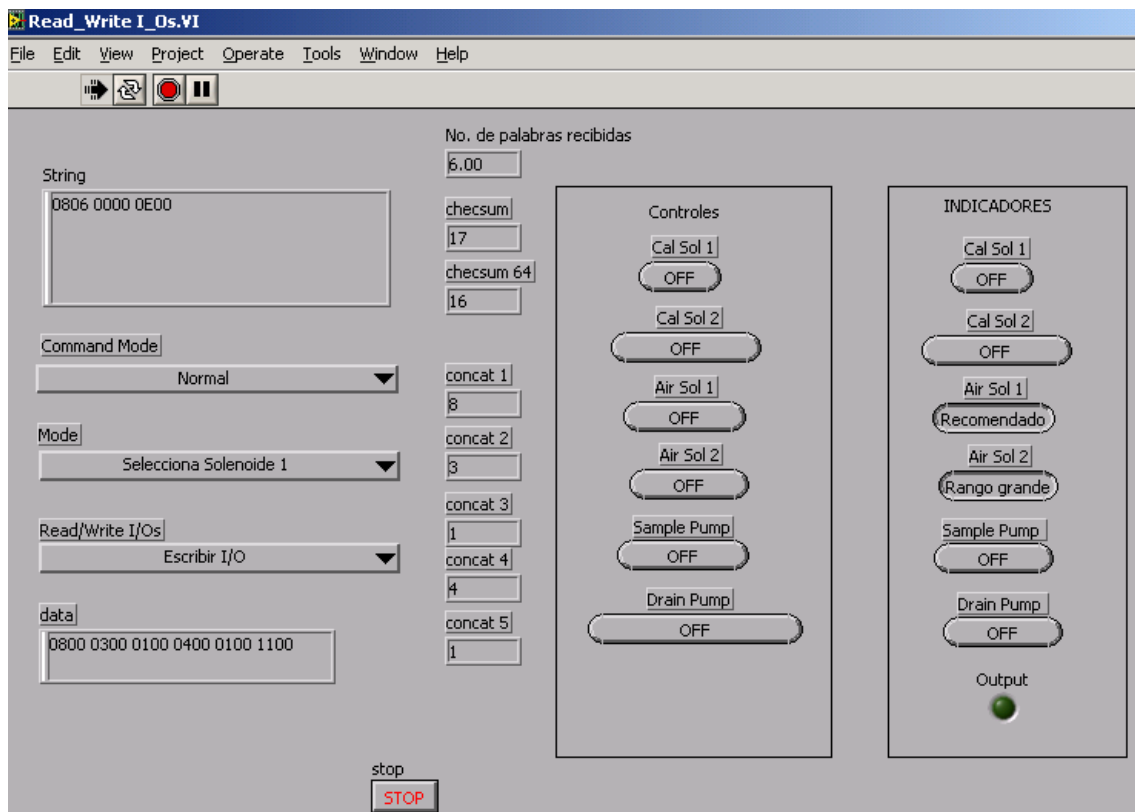 Read_Write I_Os.VI
File Edit View Project Operate Tools Window Help
String
0806 0000 0E00
Command Mode
Normal
Mode
Selecciona Solenoide 1
Read/Write I/Os
Escribir I/O
data
0800 0300 0100 0400 0100 1100
No. de palabras recibidas
6.00
checsum
17
checsum 64
16
concat 1
8
concat 2
3
concat 3
1
concat 4
4
concat 5
1
stop
STOP
Controles
Cal Sol 1
OFF
Cal Sol 2
OFF
Air Sol 1
OFF
Air Sol 2
OFF
Sample Pump
OFF
Drain Pump
OFF
INDICADORES
Cal Sol 1
OFF
Cal Sol 2
OFF
Air Sol 1
Recomendado
Air Sol 2
Rango grande
Sample Pump
OFF
Drain Pump
OFF
Output